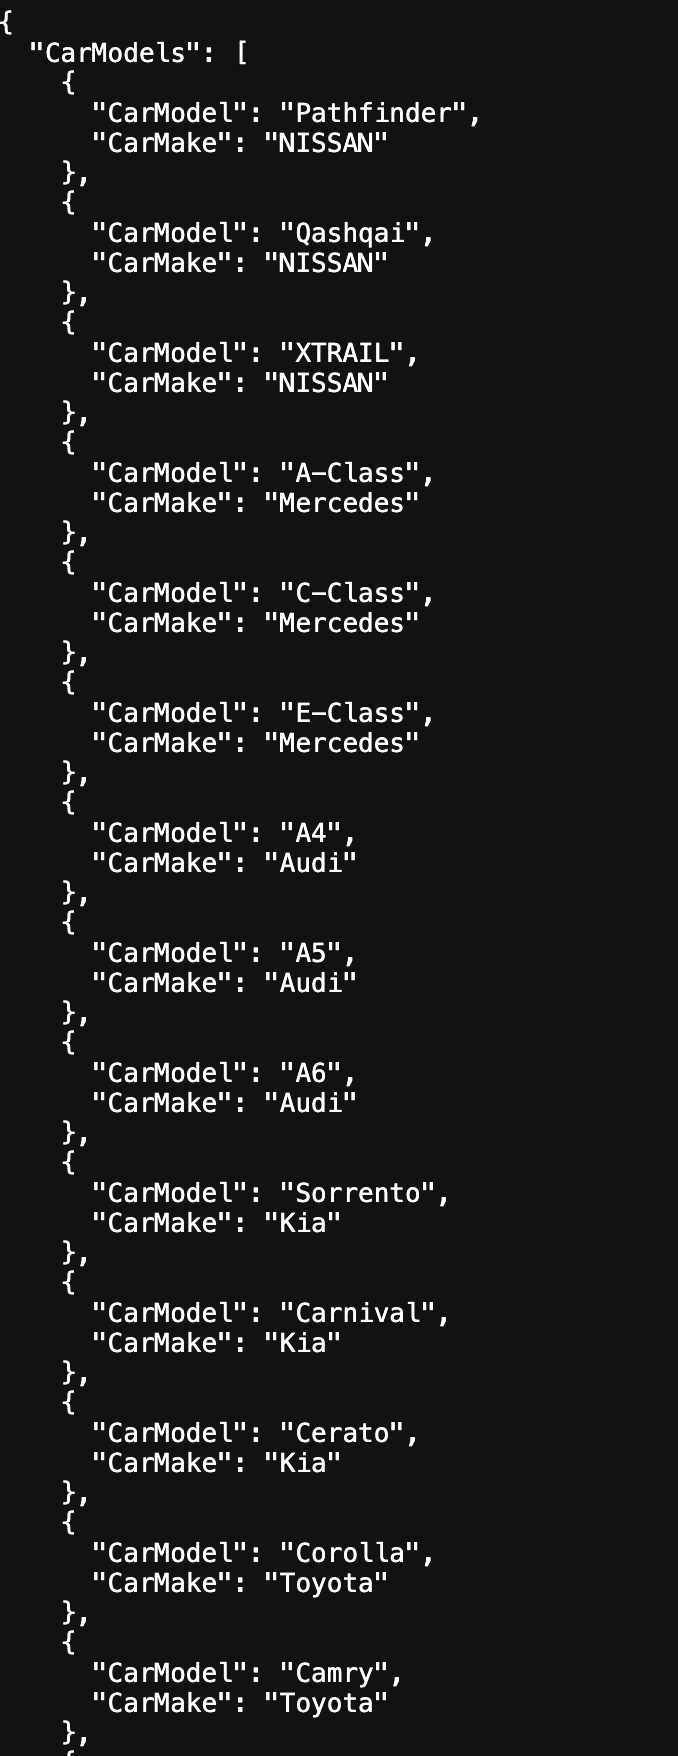 {
  "CarModels": [
    {
      "CarModel": "Pathfinder",
      "CarMake": "NISSAN"
    },
    {
      "CarModel": "Qashqai",
      "CarMake": "NISSAN"
    },
    {
      "CarModel": "XTRAIL",
      "CarMake": "NISSAN"
    },
    {
      "CarModel": "A-Class",
      "CarMake": "Mercedes"
    },
    {
      "CarModel": "C-Class",
      "CarMake": "Mercedes"
    },
    {
      "CarModel": "E-Class",
      "CarMake": "Mercedes"
    },
    {
      "CarModel": "A4",
      "CarMake": "Audi"
    },
    {
      "CarModel": "A5",
      "CarMake": "Audi"
    },
    {
      "CarModel": "A6",
      "CarMake": "Audi"
    },
    {
      "CarModel": "Sorrento",
      "CarMake": "Kia"
    },
    {
      "CarModel": "Carnival",
      "CarMake": "Kia"
    },
    {
      "CarModel": "Cerato",
      "CarMake": "Kia"
    },
    {
      "CarModel": "Corolla",
      "CarMake": "Toyota"
    },
    {
      "CarModel": "Camry",
      "CarMake": "Toyota"
    },
    {